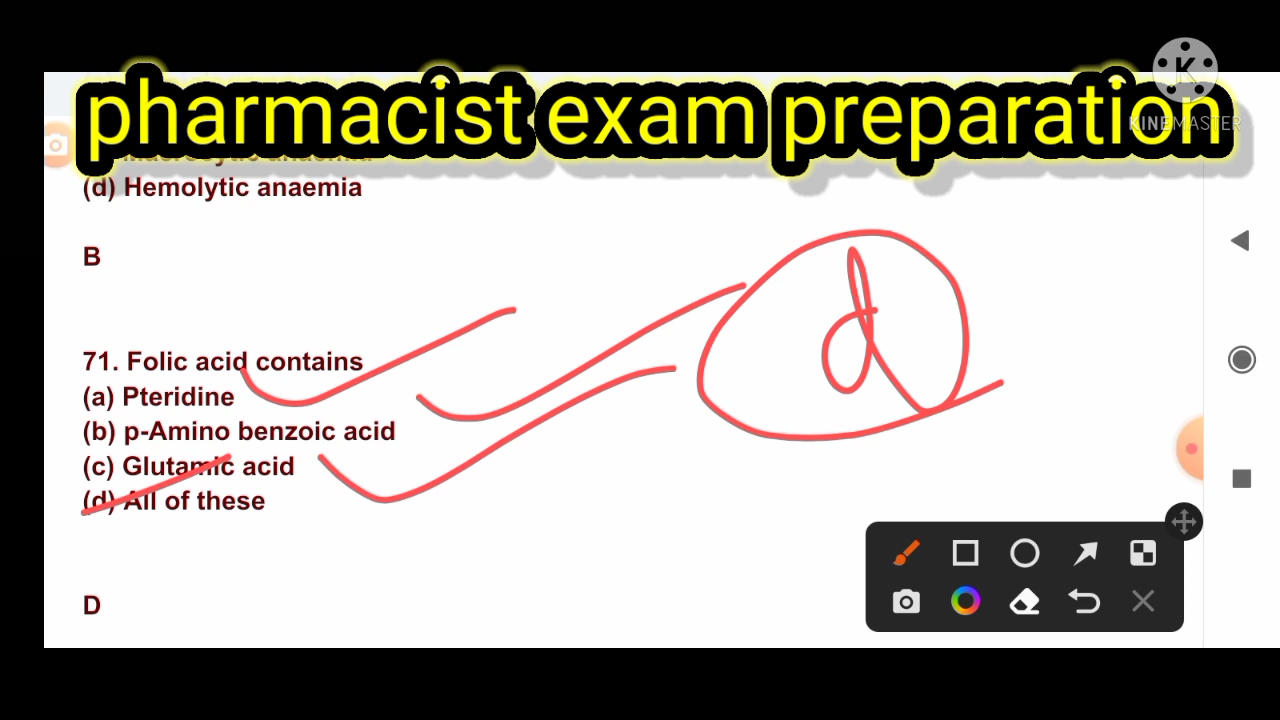 pharmacist exam preparation
KINEMASTER
(d) Hemolytic anaemia
B
71. Folic acid contains
(a) Pteridine
(b) p-Amino benzoic acid
(c) Glutamic acid
(d) All of these
d
D